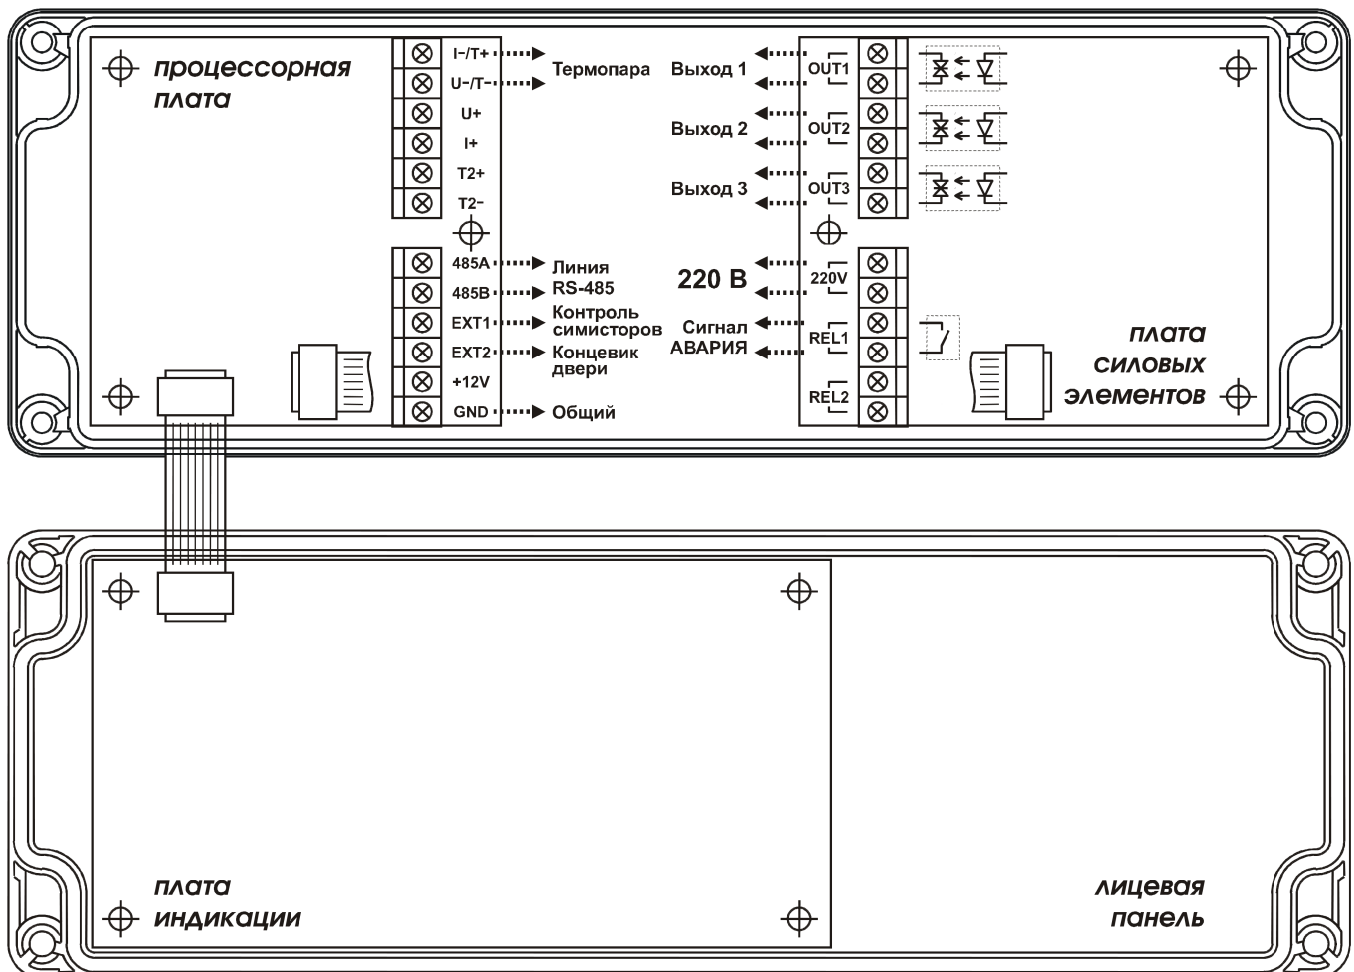 процессорная
плата
I-/T+
U-/T-
U+
I+
T2+
T2-
Термопара
485A
485B
EXT1
EXT2
+12V
GND
Линия
RS-485
Контроль
симисторов
Концевик
двери
Общий
Выход 1
Выход 2
Выход 3
220 В
Сигнал
АВАРИЯ
OUT1
OUT2
OUT3
220V
REL1
REL2
плата
силовых
элементов
плата
индикации
лицевая
панель